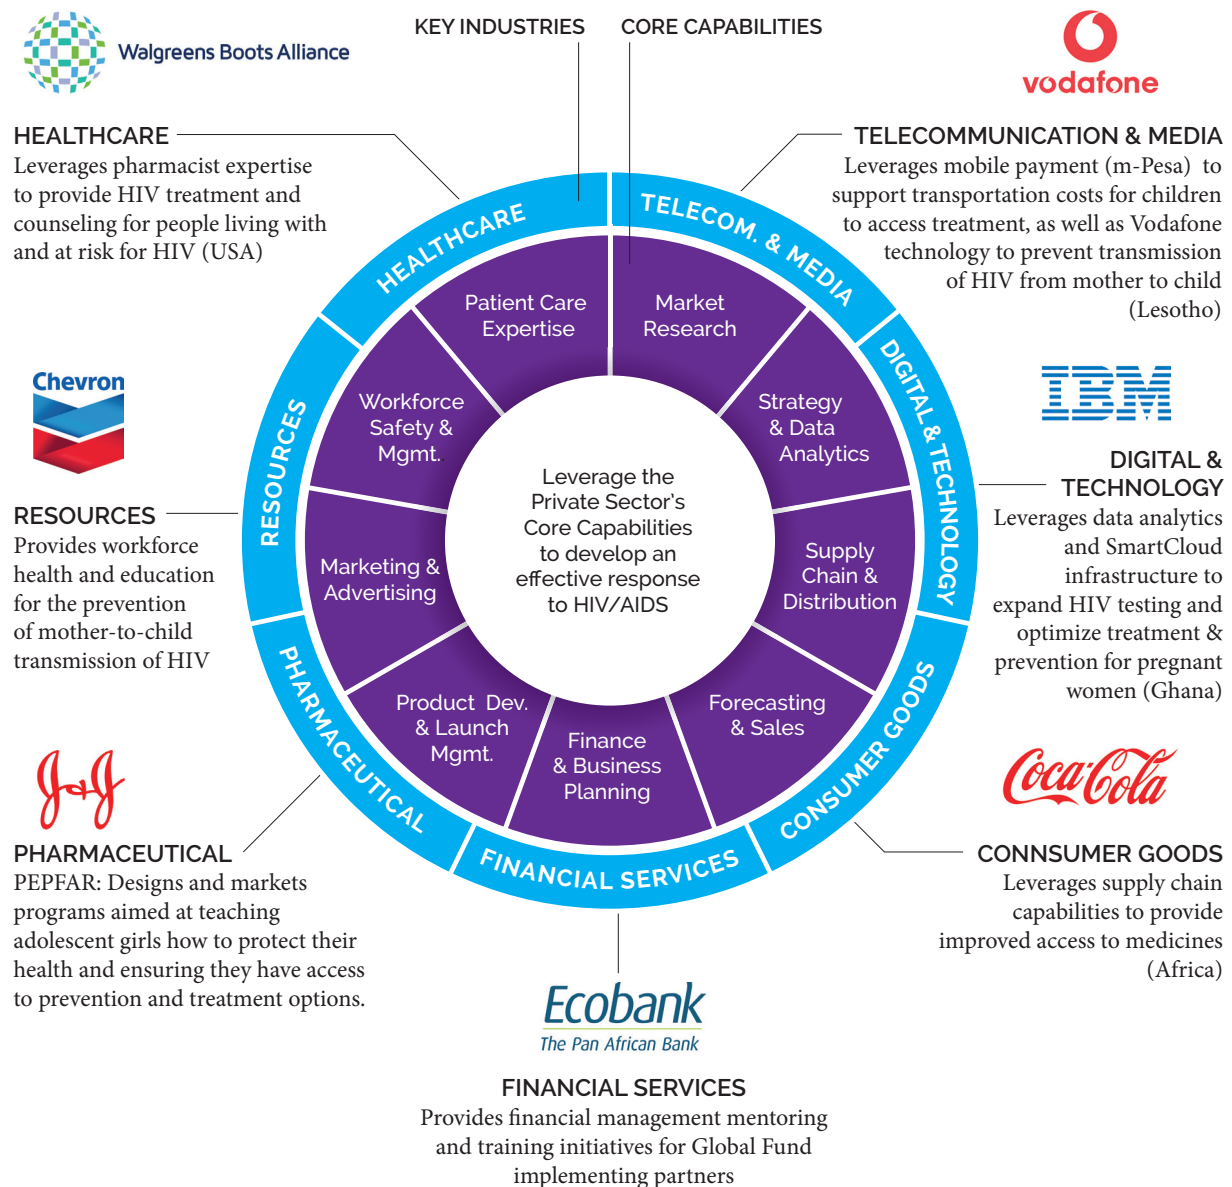 KEY INDUSTRIES
CORE CAPABILITIES
Walgreens Boots Alliance
HEALTHCARE
Leverages pharmacist expertise
to provide HIV treatment and
counseling for people living with
and at risk for HIV (USA)
vodafone
TELECOMMUNICATION & MEDIA
Leverages mobile payment (m-Pesa) to
support transportation costs for children
to access treatment, as well as Vodafone
technology to prevent transmission
of HIV from mother to child
(Lesotho)
Chevron
RESOURCES
Provides workforce
health and education
for the prevention
of mother-to-child
transmission of HIV
IBM
DIGITAL &
TECHNOLOGY
Leverages data analytics
and SmartCloud
infrastructure to
expand HIV testing and
optimize treatment &
prevention for pregnant
women (Ghana)
J&J
PHARMACEUTICAL
PEPFAR: Designs and markets
programs aimed at teaching
adolescent girls how to protect their
health and ensuring they have access
to prevention and treatment options.
Coca-Cola
CONNSUMER GOODS
Leverages supply chain
capabilities to provide
improved access to medicines
(Africa)
Ecobank
The Pan African Bank
FINANCIAL SERVICES
Provides financial management mentoring
and training initiatives for Global Fund
implementing partners
HEALTHCARE
TELECOM. & MEDIA
DIGITAL & TECHNOLOGY
CONSUMER GOODS
FINANCIAL SERVICES
PHARMACEUTICAL
RESOURCES
Patient Care
Expertise
Market
Research
Strategy
& Data
Analytics
Supply
Chain &
Distribution
Forecasting
& Sales
Finance
& Business
Planning
Product Dev.
& Launch
Mgmt.
Marketing &
Advertising
Workforce
Safety &
Mgmt.
Leverage the
Private Sector's
Core Capabilities
to develop an
effective response
to HIV/AIDS